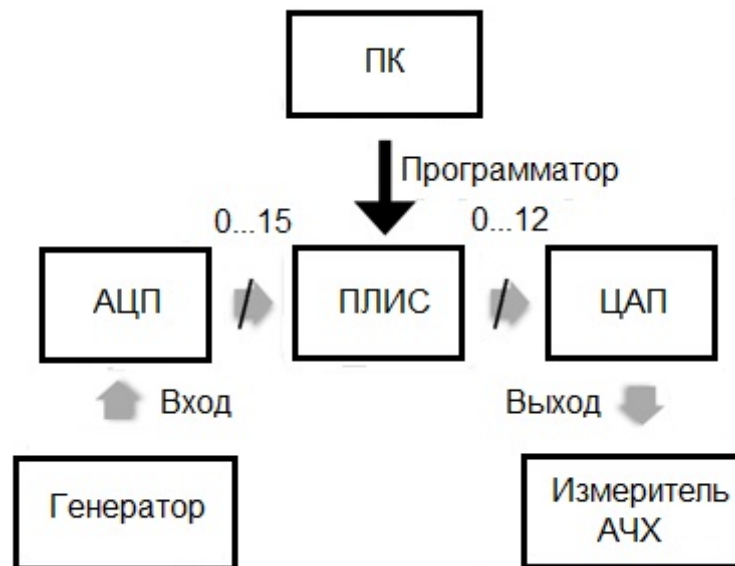 ПК
Программатор
0...15
0...12
АЦП
ПЛИС
ЦАП
Вход
Выход
Генератор
Измеритель
АЧХ